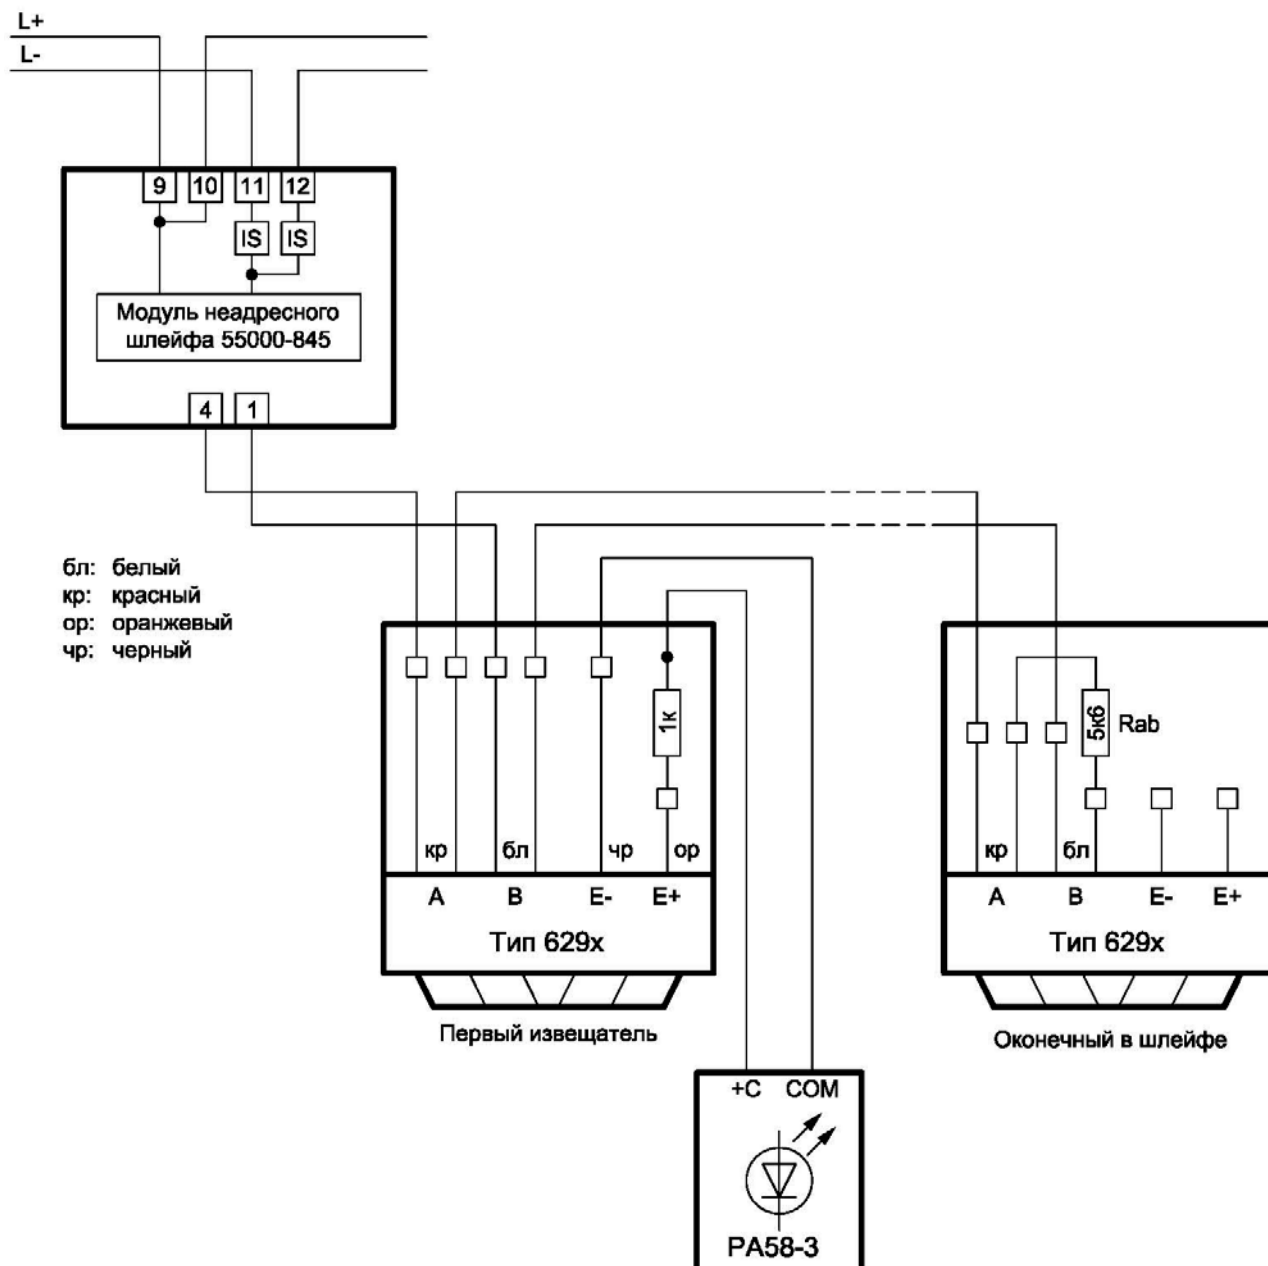 L+
L-
9 10 11 12
IS IS
Модуль неадресного
шлейфа 55000-845
4 1
бл: белый
кр: красный
ор: оранжевый
чр: черный
1к
кр бл чр ор
A B E- E+
Тип 629x
Первый извещатель
5к6 Rab
кр бл
A B E- E+
Тип 629x
Оконечный в шлейфе
+C COM
PA58-3